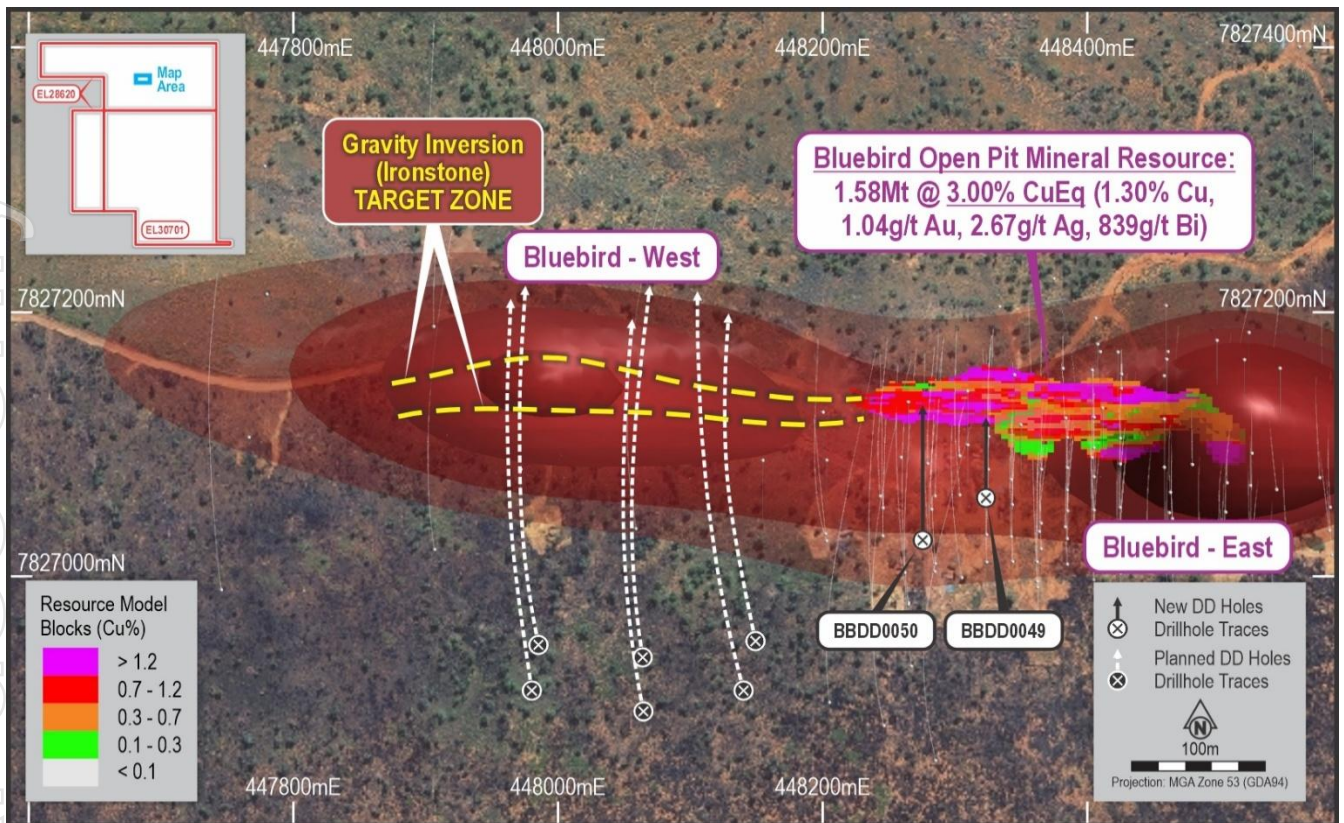 447800mE
448000mE
448200mE
448400mE
7827400mN
Map
Area
EL28620
EL30701
Gravity Inversion
(Ironstone)
TARGET ZONE
Bluebird Open Pit Mineral Resource:
1.58Mt @ 3.00% CuEq (1.30% Cu,
1.04g/t Au, 2.67g/t Ag, 839g/t Bi)
Bluebird - West
7827200mN
7827200mN
Bluebird - East
7827000mN
BBDD0050
BBDD0049
Resource Model
Blocks (Cu%)
> 1.2
0.7 - 1.2
0.3 - 0.7
0.1 - 0.3
< 0.1
New DD Holes
Drillhole Traces
Planned DD Holes
Drillhole Traces
N
100m
Projection: MGA Zone 53 (GDA94)
447800mE
448000mE
448200mE